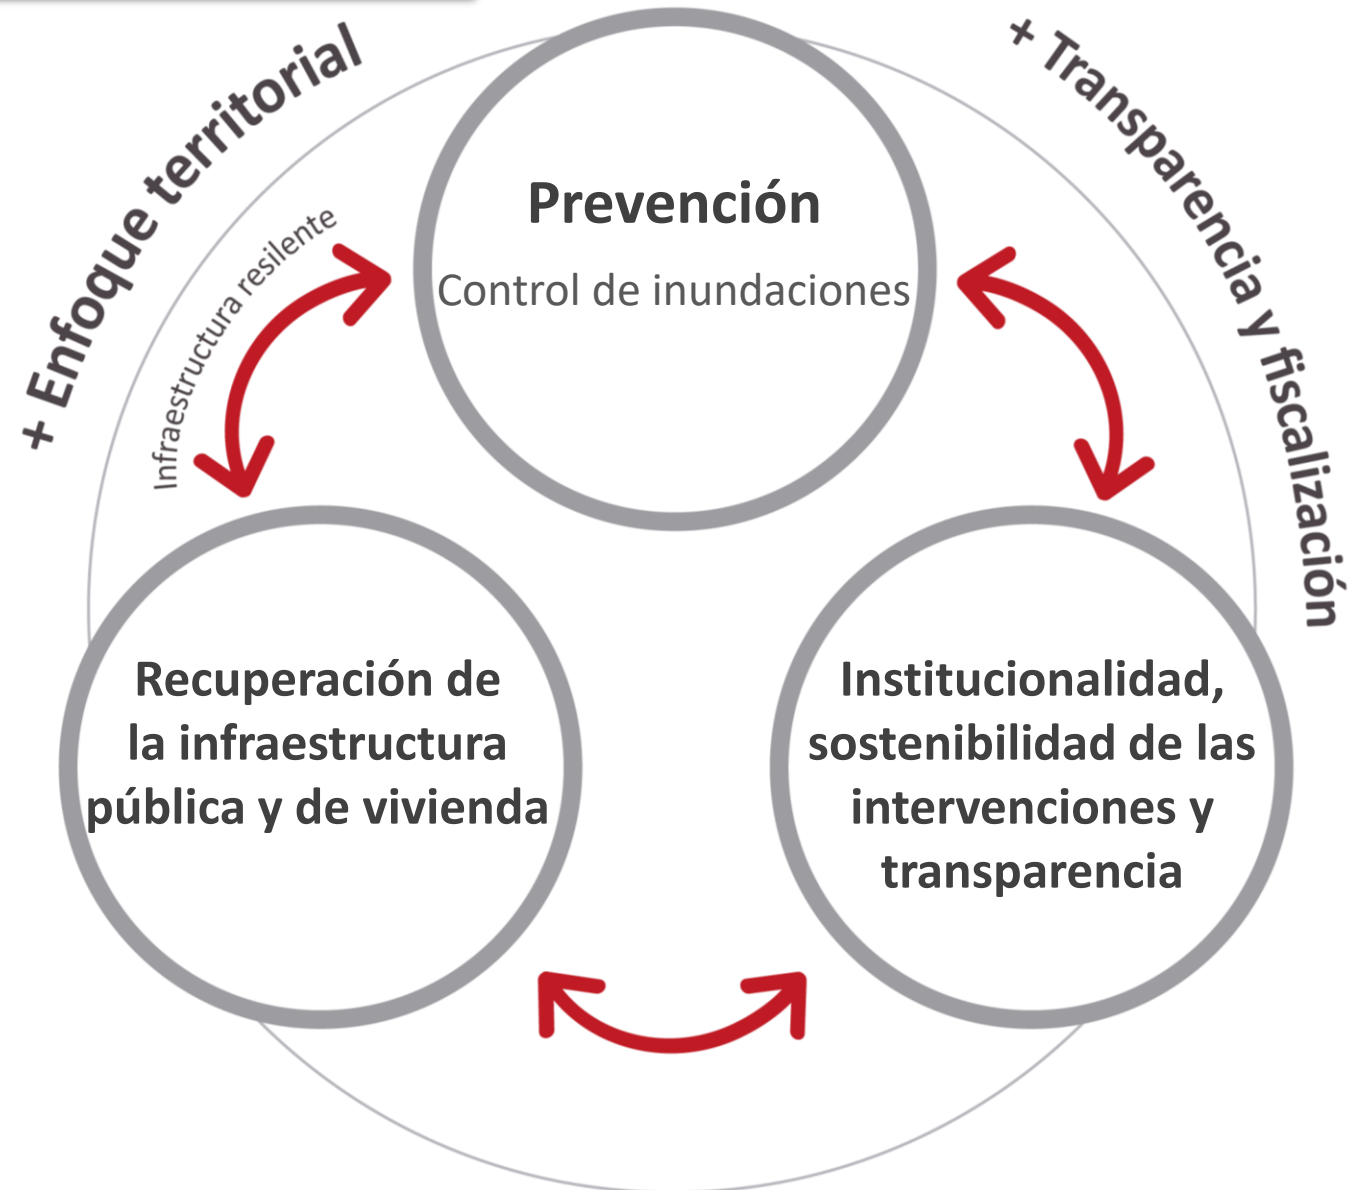 + Enfoque territorial
+ Transparencia y fiscalización
Infraestructura resilente
Prevención
Control de inundaciones
Recuperación de
la infraestructura
pública y de vivienda
Institucionalidad,
sostenibilidad de las
intervenciones y
transparencia